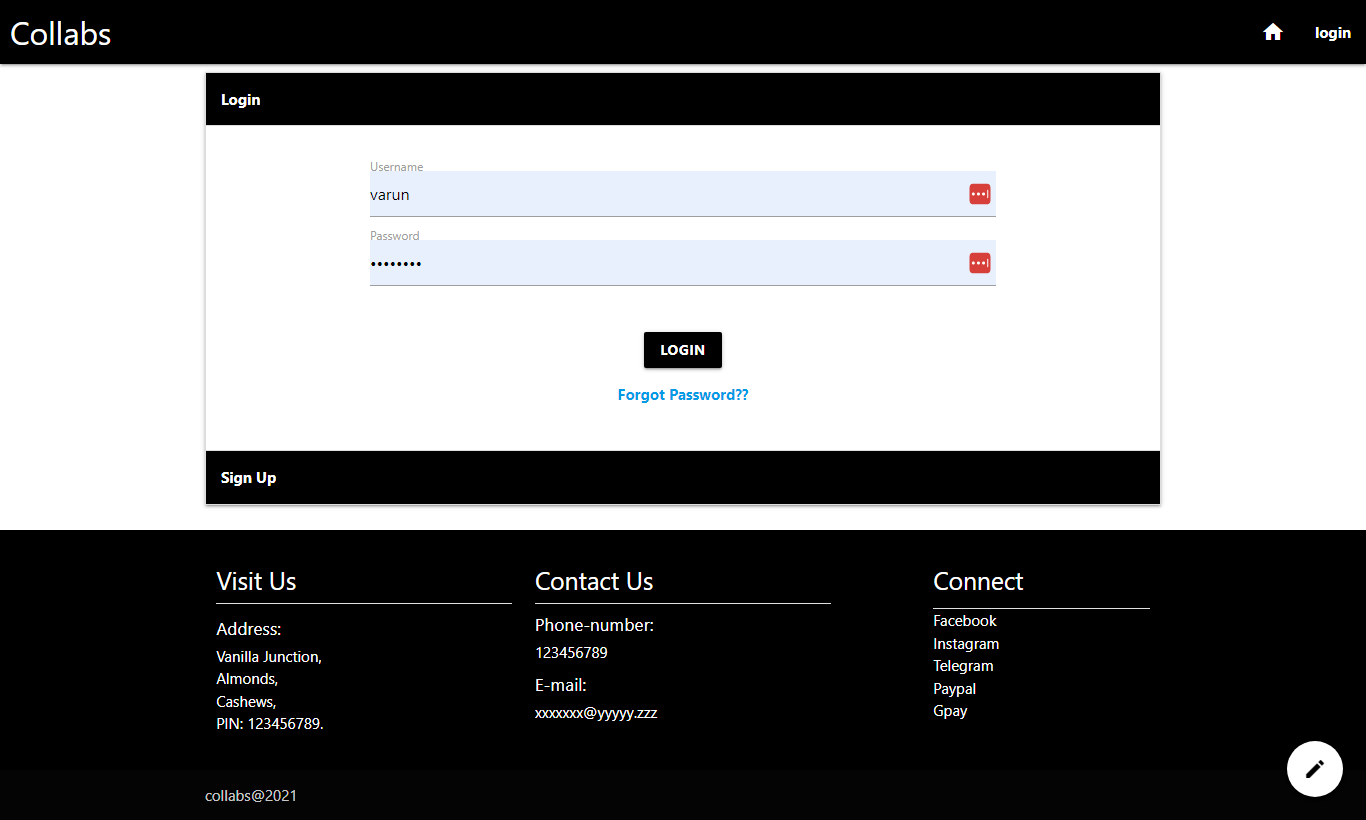 Collabs
login
Login
Username
varun
Password
••••••••
LOGIN
Forgot Password??
Sign Up
Visit Us
Address:
Vanilla Junction,
Almonds,
Cashews,
PIN: 123456789.
Contact Us
Phone-number:
123456789
E-mail:
xxxxxxx@yyyyy.zzz
Connect
Facebook
Instagram
Telegram
Paypal
Gpay
collabs@2021